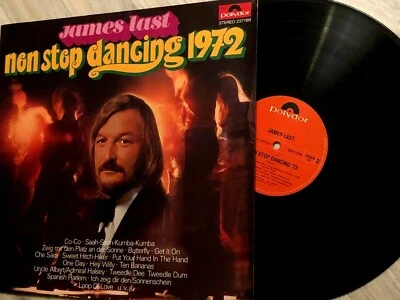 James Last
Polydor
STEREO 2371188
non stop dancing 1972
Co-Co · Saah-Saah-Kumba-Kumba
Zeig mir den Platz an der Sonne · Butterfly · Get It On
Che Sara · Sweet Hitch-Hiker · Put Your Hand In The Hand
One Day · Hey Willy · Ten Bananas
Uncle Albert/Admiral Halsey · Tweedle Dee Tweedle Dum
Spanish Harlem · Ich zeig dir den Sonnenschein
Loop Di Love · u.v.a.
Polydor
JAMES LAST
NON STOP DANCING '73